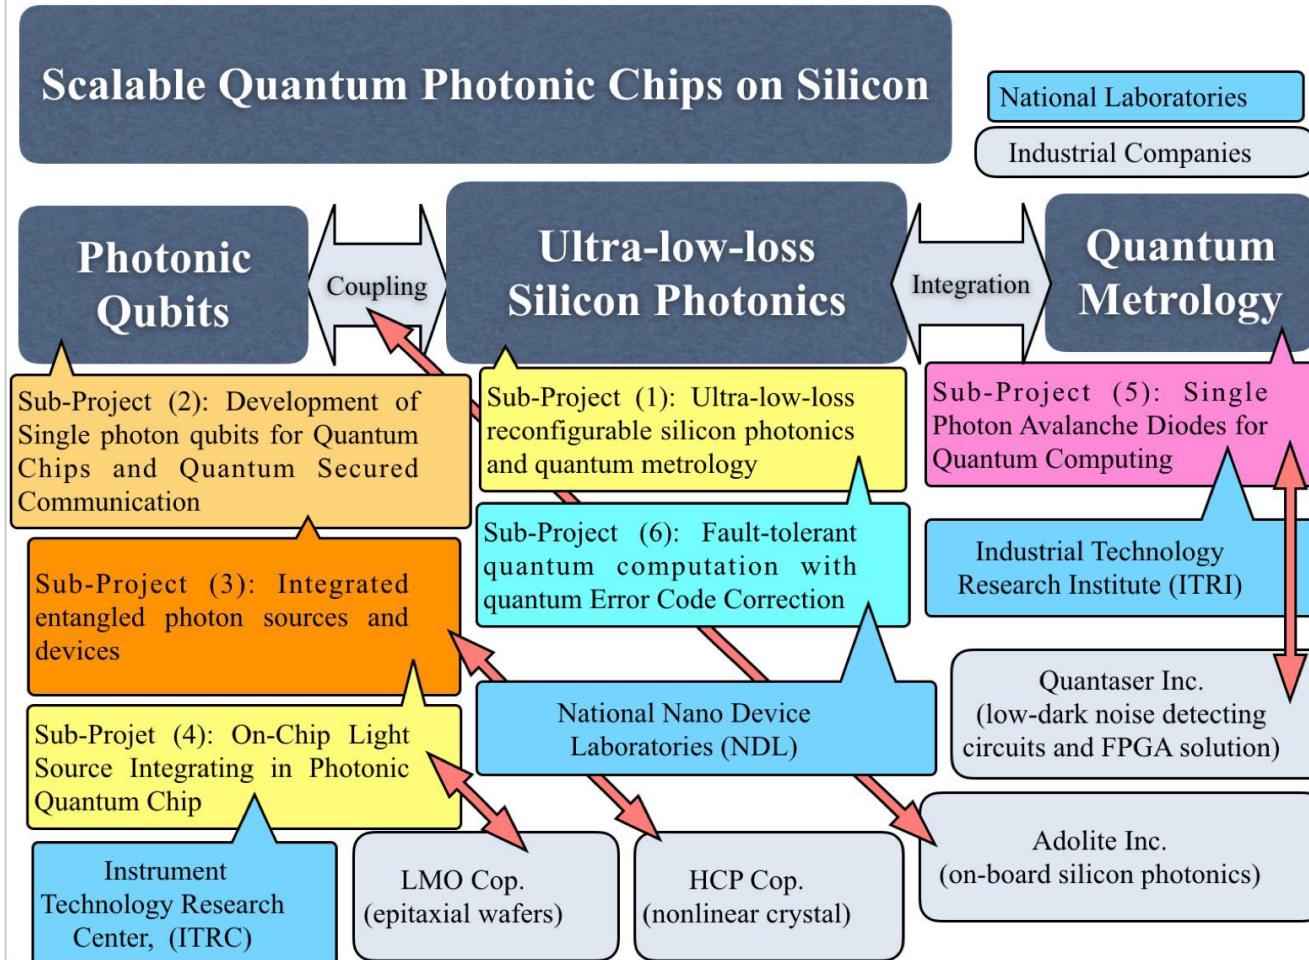 Scalable Quantum Photonic Chips on Silicon
National Laboratories
Industrial Companies
Photonic
Qubits
Coupling
Ultra-low-loss
Silicon Photonics
Integration
Quantum
Metrology
Sub-Project (2): Development of
Single photon qubits for Quantum
Chips and Quantum Secured
Communication
Sub-Project (1): Ultra-low-loss
reconfigurable silicon photonics
and quantum metrology
Sub-Project (5): Single
Photon Avalanche Diodes for
Quantum Computing
Sub-Project (3): Integrated
entangled photon sources and
devices
Sub-Project (6): Fault-tolerant
quantum computation with
quantum Error Code Correction
Industrial Technology
Research Institute (ITRI)
Sub-Projet (4): On-Chip Light
Source Integrating in Photonic
Quantum Chip
National Nano Device
Laboratories (NDL)
Quantaser Inc.
(low-dark noise detecting
circuits and FPGA solution)
Instrument
Technology Research
Center, (ITRC)
LMO Cop.
(epitaxial wafers)
HCP Cop.
(nonlinear crystal)
Adolite Inc.
(on-board silicon photonics)